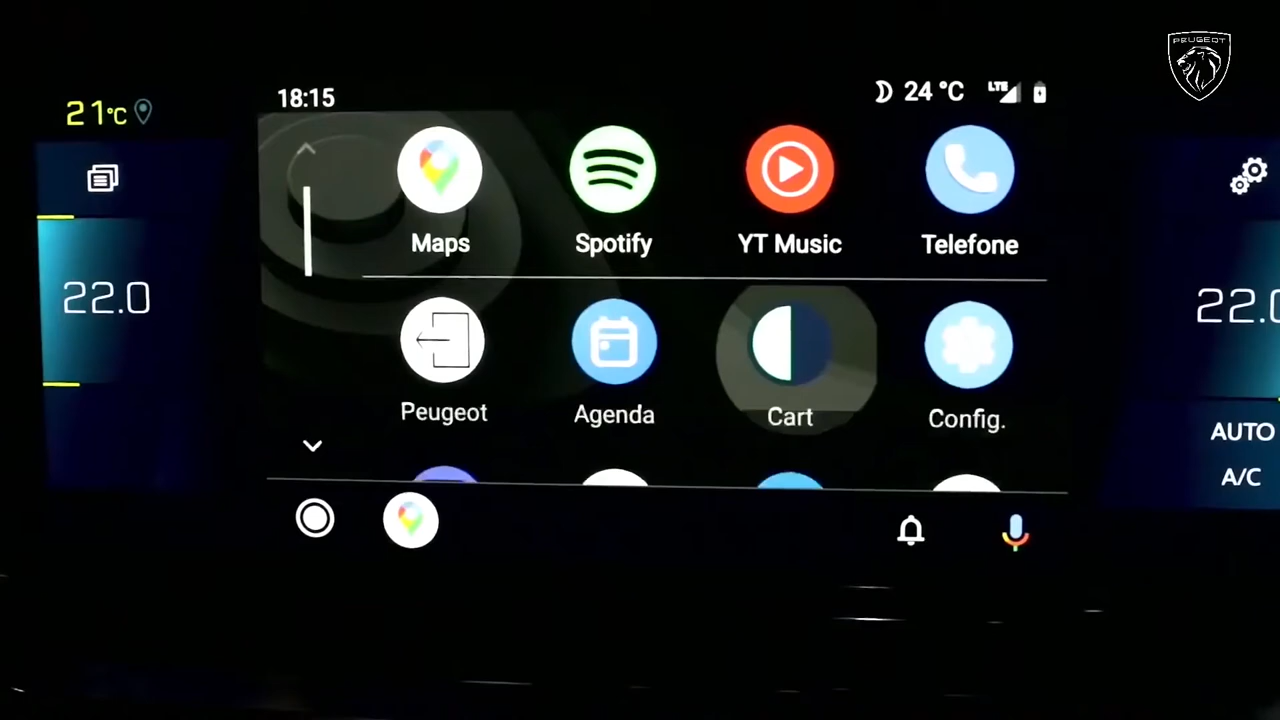 PEUGEOT
18:15
24 °C
LTE
21°C
Maps
Spotify
YT Music
Telefone
22.0
22.0
Peugeot
Agenda
Cart
Config.
AUTO
A/C